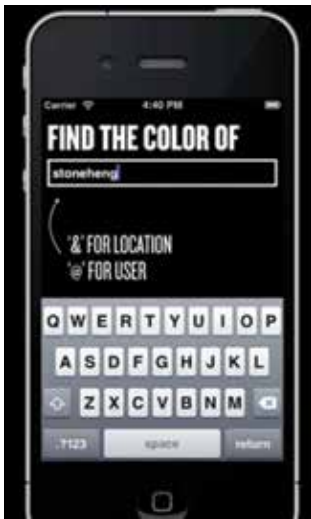 Carrier 4:40 PM
FIND THE COLOR OF
stoneheng
'&' FOR LOCATION
'@' FOR USER
Q W E R T Y U I O P
A S D F G H J K L
Z X C V B N M
.?123 space return